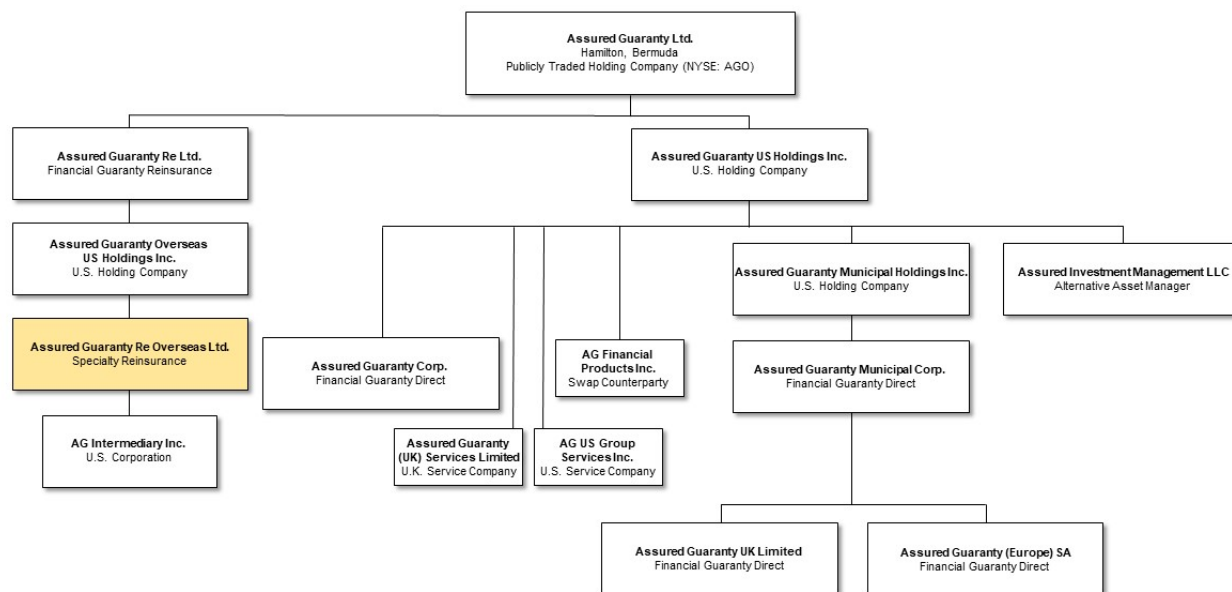 Assured Guaranty Ltd.
Hamilton, Bermuda
Publicly Traded Holding Company (NYSE: AGO)
Assured Guaranty Re Ltd.
Financial Guaranty Reinsurance
Assured Guaranty US Holdings Inc.
U.S. Holding Company
Assured Guaranty Overseas
US Holdings Inc.
U.S. Holding Company
Assured Guaranty Municipal Holdings Inc.
U.S. Holding Company
Assured Investment Management LLC
Alternative Asset Manager
Assured Guaranty Re Overseas Ltd.
Specialty Reinsurance
Assured Guaranty Corp.
Financial Guaranty Direct
AG Financial
Products Inc.
Swap Counterparty
Assured Guaranty Municipal Corp.
Financial Guaranty Direct
AG Intermediary Inc.
U.S. Corporation
Assured Guaranty
(UK) Services Limited
U.K. Service Company
AG US Group
Services Inc.
U.S. Service Company
Assured Guaranty UK Limited
Financial Guaranty Direct
Assured Guaranty (Europe) SA
Financial Guaranty Direct